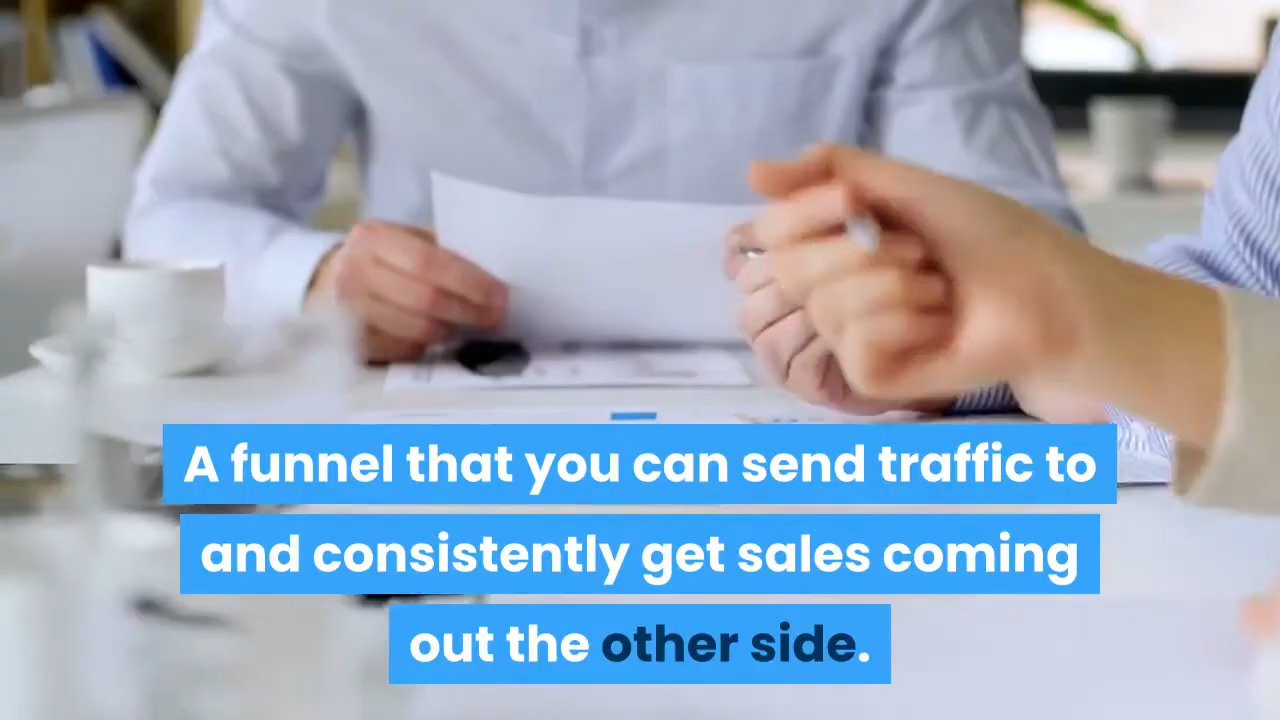 A funnel that you can send traffic to
and consistently get sales coming
out the other side.